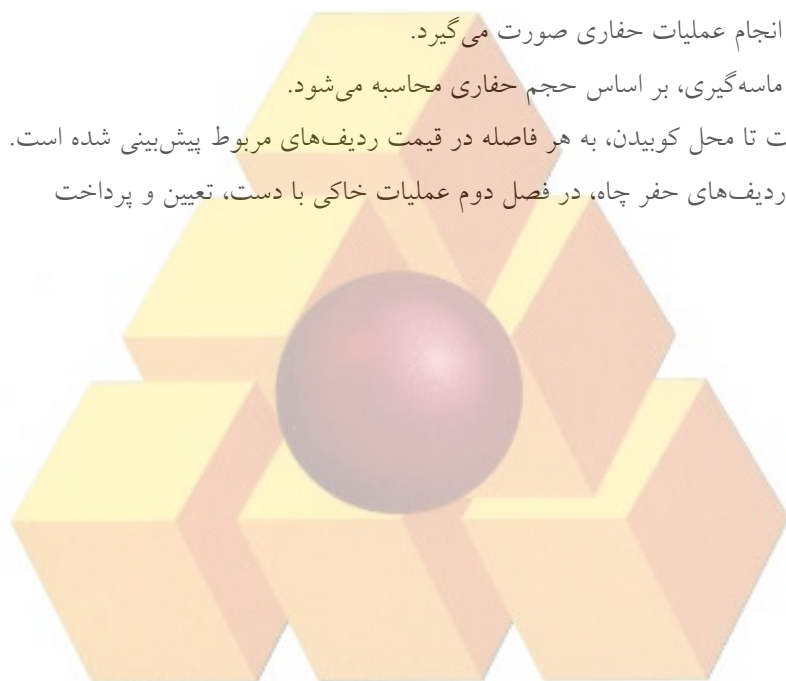 انجام عملیات حفاری صورت می‌گیرد.
ماسه‌گیری، بر اساس حجم حفاری محاسبه می‌شود.
ت تا محل کوبیدن، به هر فاصله در قیمت ردیف‌های مربوط پیش‌بینی شده است.
ردیف‌های حفر چاه، در فصل دوم عملیات خاکی با دست، تعیین و پرداخت